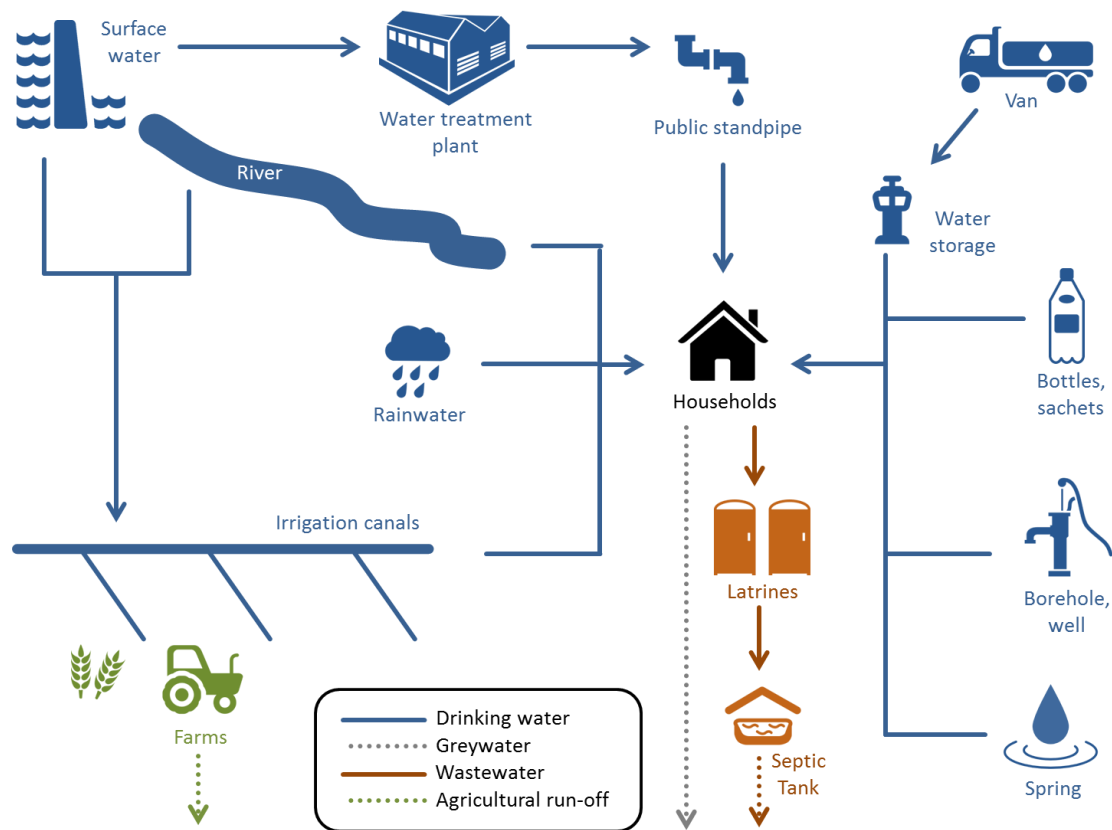 Surface
water
Water treatment
plant
Public standpipe
Van
River
Water
storage
Rainwater
Households
Bottles,
sachets
Irrigation canals
Latrines
Borehole,
well
Farms
Drinking water
Greywater
Wastewater
Agricultural run-off
Septic
Tank
Spring